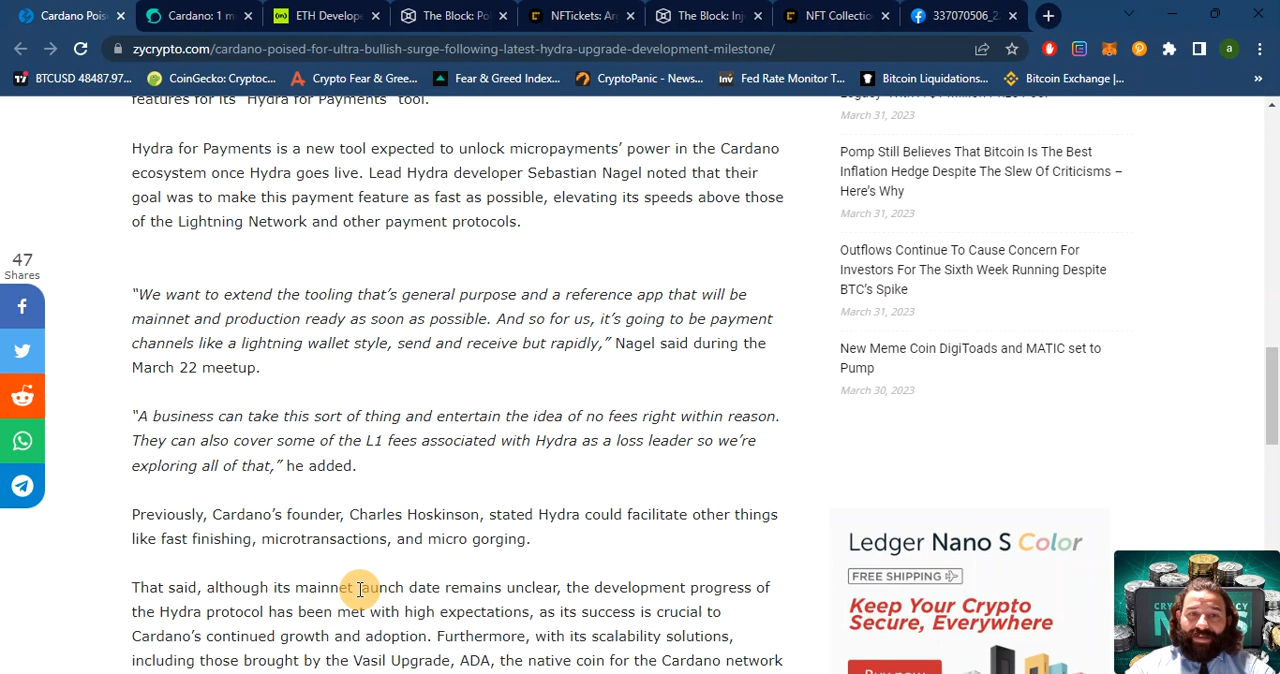 Cardano Pois
Cardano: 1 m
ETH Develop
The Block: Po
NFTickets: Ar
The Block: Inj
NFT Collectio
337070506_2
zycrypto.com/cardano-poised-for-ultra-bullish-surge-following-latest-hydra-upgrade-development-milestone/
a
BTCUSD 48487.97...
CoinGecko: Cryptoc...
Crypto Fear & Gree...
Fear & Greed Index...
CryptoPanic - News...
Fed Rate Monitor T...
Bitcoin Liquidations...
Bitcoin Exchange |...
»
features for its "Hydra for Payments" tool.
Hydra for Payments is a new tool expected to unlock micropayments' power in the Cardano
ecosystem once Hydra goes live. Lead Hydra developer Sebastian Nagel noted that their
goal was to make this payment feature as fast as possible, elevating its speeds above those
of the Lightning Network and other payment protocols.
47
Shares
"We want to extend the tooling that's general purpose and a reference app that will be
mainnet and production ready as soon as possible. And so for us, it's going to be payment
channels like a lightning wallet style, send and receive but rapidly," Nagel said during the
March 22 meetup.
"A business can take this sort of thing and entertain the idea of no fees right within reason.
They can also cover some of the L1 fees associated with Hydra as a loss leader so we're
exploring all of that," he added.
Previously, Cardano's founder, Charles Hoskinson, stated Hydra could facilitate other things
like fast finishing, microtransactions, and micro gorging.
That said, although its mainnet launch date remains unclear, the development progress of
the Hydra protocol has been met with high expectations, as its success is crucial to
Cardano's continued growth and adoption. Furthermore, with its scalability solutions,
including those brought by the Vasil Upgrade, ADA, the native coin for the Cardano network
March 31, 2023
Pomp Still Believes That Bitcoin Is The Best
Inflation Hedge Despite The Slew Of Criticisms –
Here's Why
March 31, 2023
Outflows Continue To Cause Concern For
Investors For The Sixth Week Running Despite
BTC's Spike
March 31, 2023
New Meme Coin DigiToads and MATIC set to
Pump
March 30, 2023
Ledger Nano S Color
FREE SHIPPING
Keep Your Crypto
Secure, Everywhere
Buy now